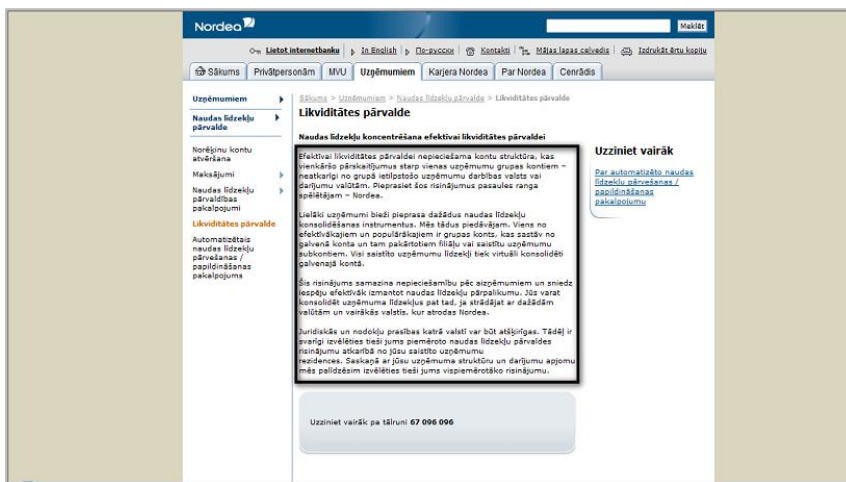 Nordea
Meklēt
Lietot internetbanku
In English
По-русски
Kontakti
Mājas lapas ceļvedis
Izdrukāt ērtu kopiju
Sākums
Privātpersonām
MVU
Uzņēmumiem
Karjera Nordea
Par Nordea
Cenrādis
Uzņēmumiem
Naudas līdzekļu
pārvalde
Norēķinu kontu
atvēršana
Maksājumi
Naudas līdzekļu
pārvaldības
pakalpojumi
Likviditātes pārvalde
Automatizētais
naudas līdzekļu
pārvešanas /
papildināšanas
pakalpojums
Sākums > Uzņēmumiem > Naudas līdzekļu pārvalde > Likviditātes pārvalde
Likviditātes pārvalde
Naudas līdzekļu koncentrēšana efektīvai likviditātes pārvaldei
Efektīvai likviditātes pārvaldei nepieciešama kontu struktūra, kas
vienkāršo pārskaitījumus starp vienas uzņēmumu grupas kontiem –
neatkarīgi no grupā ietilpstošo uzņēmumu darbības valsts vai
darījumu valūtām. Pieprasiet šos risinājumus pasaules ranga
spēlētājam – Nordea.
Lielāki uzņēmumi bieži pieprasa dažādus naudas līdzekļu
konsolidēšanas instrumentus. Mēs tādus piedāvājam. Viens no
efektīvākajiem un populārākajiem ir grupas konts, kas sastāv no
galvenā konta un tam pakārtotiem filiāļu vai saistītu uzņēmumu
subkontiem. Visi saistīto uzņēmumu līdzekļi tiek virtuāli konsolidēti
galvenajā kontā.
Šis risinājums samazina nepieciešamību pēc aizņēmumiem un sniedz
iespēju efektīvāk izmantot naudas līdzekļu pārpalikumu. Jūs varat
konsolidēt uzņēmuma līdzekļus pat tad, ja strādājat ar dažādām
valūtām un vairākās valstīs, kur atrodas Nordea.
Juridiskās un nodokļu prasības katrā valstī var būt atšķirīgas. Tādēļ ir
svarīgi izvēlēties tieši jums piemēroto naudas līdzekļu pārvaldes
risinājumu atkarībā no jūsu saistīto uzņēmumu
rezidences. Saskaņā ar jūsu uzņēmuma struktūru un darījumu apjomu
mēs palīdzēsim izvēlēties tieši jums vispiemērotāko risinājumu.
Uzziniet vairāk pa tālruni 67 096 096
Uzziniet vairāk
Par automatizēto naudas
līdzekļu pārvešanas /
papildināšanas
pakalpojumu